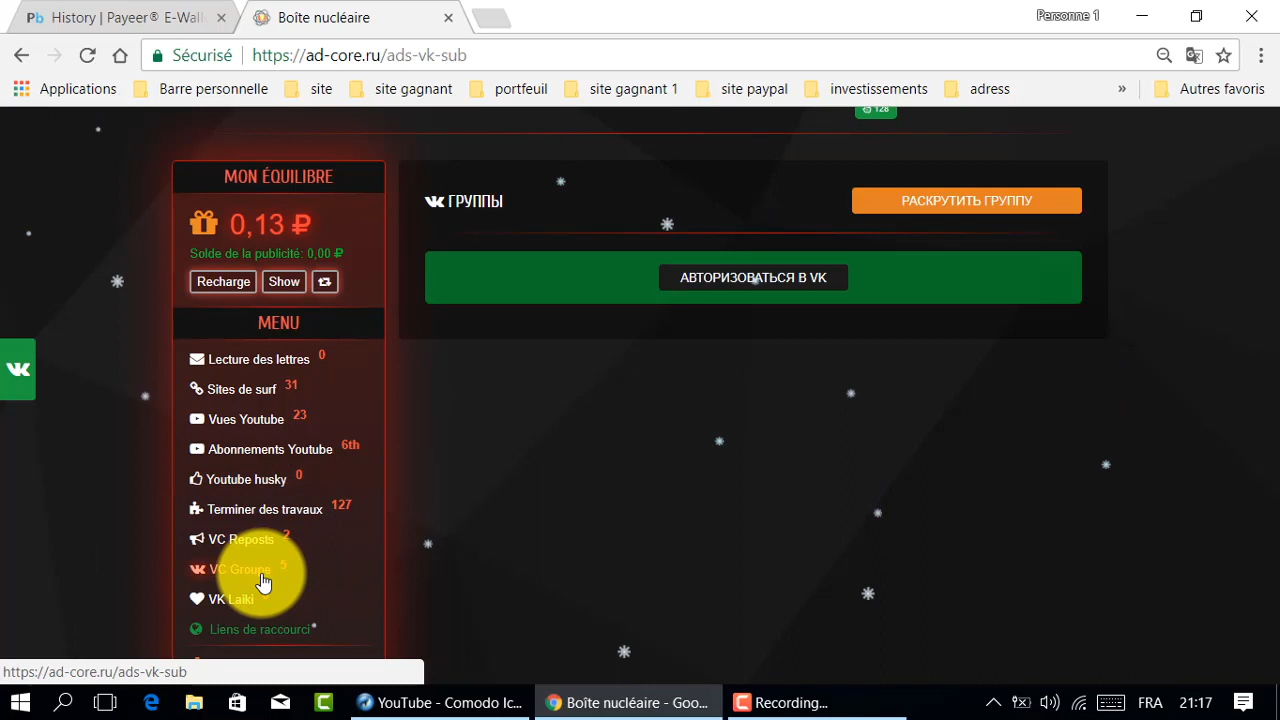 Pb History | Payeer® E-Wall
Boîte nucléaire
Personne 1
Sécurisé
https://ad-core.ru/ads-vk-sub
Applications
Barre personnelle
site
site gagnant
portfeuil
site gagnant 1
site paypal
investissements
adress
»
Autres favoris
128
MON ÉQUILIBRE
0,13 ₽
Solde de la publicité: 0,00 ₽
Recharge
Show
MENU
Lecture des lettres 0
Sites de surf 31
Vues Youtube 23
Abonnements Youtube 6th
Youtube husky 0
Terminer des travaux 127
VC Reposts 2
VC Groupe 5
VK Laiki
Liens de raccourci
ГРУППЫ
РАСКРУТИТЬ ГРУППУ
АВТОРИЗОВАТЬСЯ В VK
https://ad-core.ru/ads-vk-sub
YouTube - Comodo Ic...
Boîte nucléaire - Goo...
Recording...
FRA
21:17